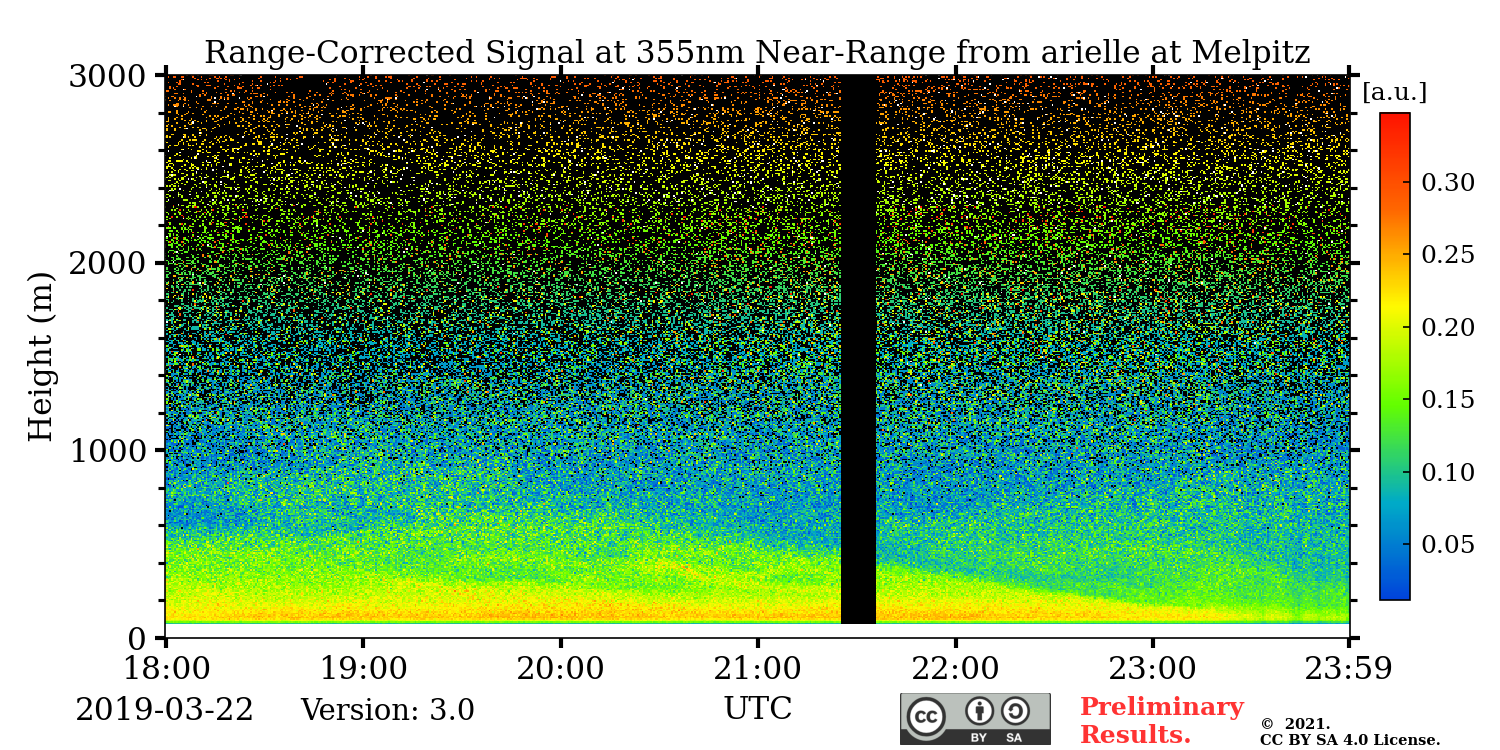 Range-Corrected Signal at 355nm Near-Range from arielle at Melpitz
[a.u.]
3000
2000
1000
0
Height (m)
0.30
0.25
0.20
0.15
0.10
0.05
18:00 19:00 20:00 21:00 22:00 23:00 23:59
2019-03-22 Version: 3.0 UTC
cc BY SA
Preliminary
Results.
© 2021.
CC BY SA 4.0 License.